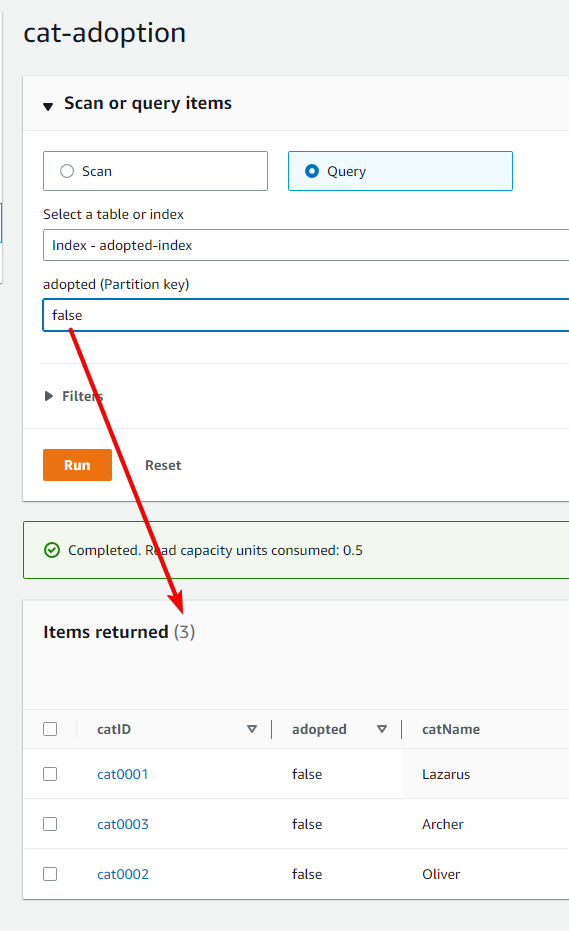 cat-adoption
Scan or query items
Scan Query
Select a table or index
Index - adopted-index
adopted (Partition key)
false
Filters
Run Reset
Completed. Read capacity units consumed: 0.5
Items returned (3)
catID adopted catName
cat0001 false Lazarus
cat0003 false Archer
cat0002 false Oliver